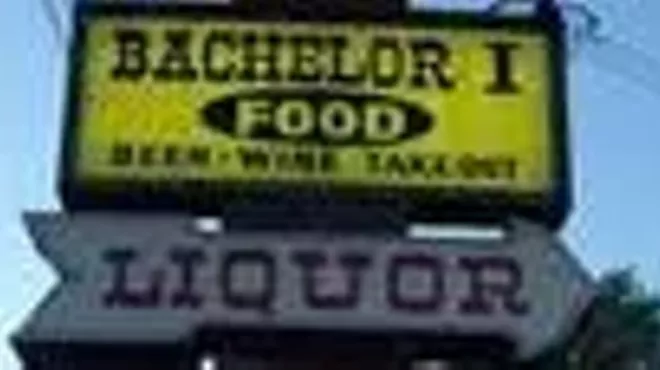 BACHELOR I
FOOD
BEER · WINE TAKE OUT
LIQUOR